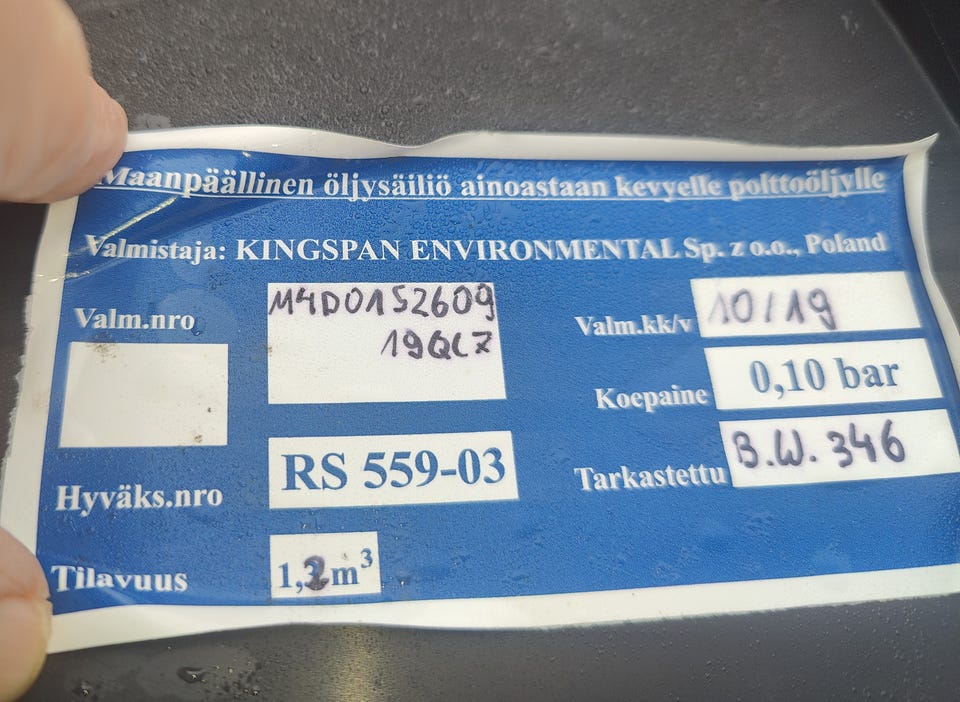 Maanpäällinen öljysäiliö ainoastaan kevyelle polttoöljylle
Valmistaja: KINGSPAN ENVIRONMENTAL Sp. z o.o., Poland
Valm.nro M4D0152609
19QLZ
Valm.kk/v 10/19
Koepaine 0,10 bar
Tarkastettu B.W. 346
Hyväks.nro RS 559-03
Tilavuus m³